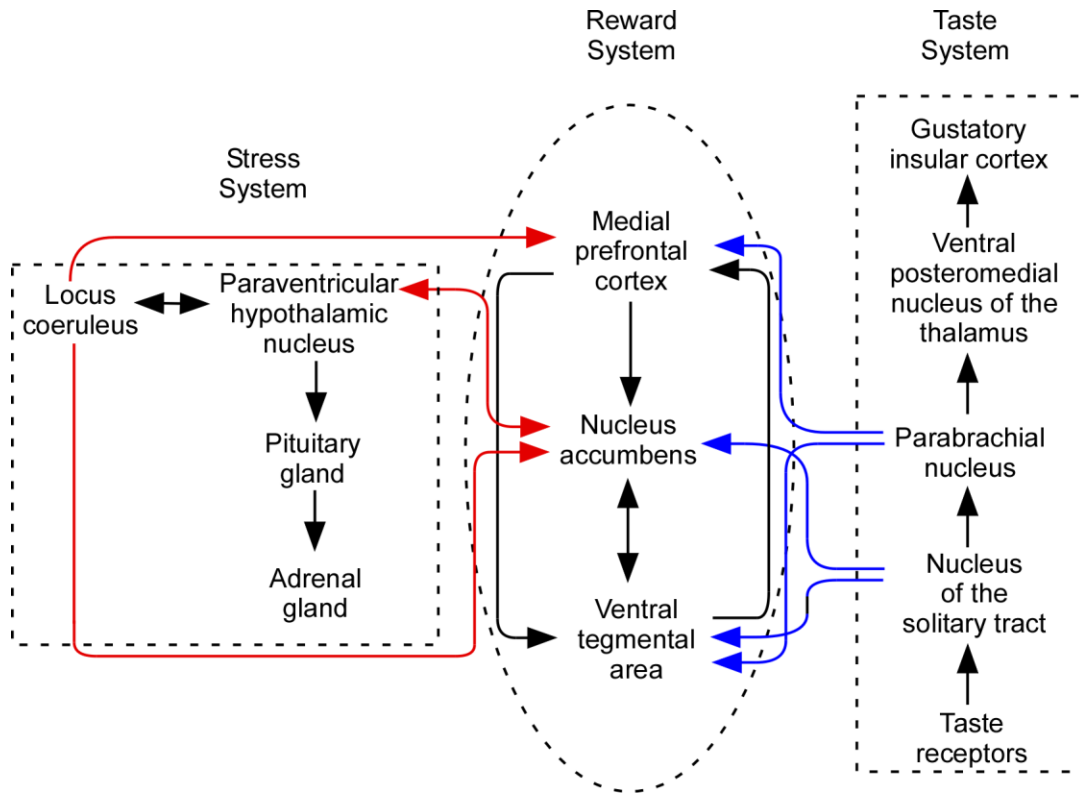 Reward
System
Taste
System
Stress
System
Locus
coeruleus
Paraventricular
hypothalamic
nucleus
Pituitary
gland
Adrenal
gland
Medial
prefrontal
cortex
Nucleus
accumbens
Ventral
tegmental
area
Gustatory
insular cortex
Ventral
posteromedial
nucleus of the
thalamus
Parabrachial
nucleus
Nucleus
of the
solitary tract
Taste
receptors